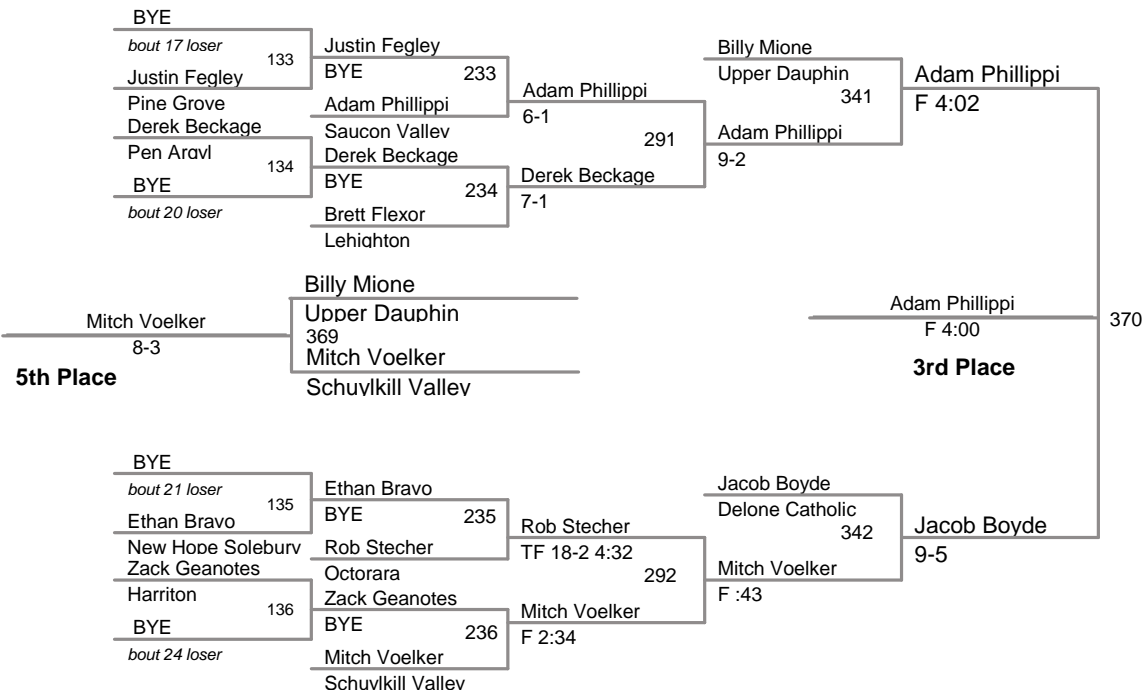 BYE
bout 17 loser
133
Justin Fegley
Pine Grove
Derek Beckage
Pen Argyl
134
BYE
bout 20 loser
Justin Fegley
BYE
233
Adam Phillippi
Saucon Valley
Derek Beckage
BYE
234
Brett Flexor
Lehighton
Adam Phillippi
6-1
291
Derek Beckage
7-1
Billy Mione
Upper Dauphin
341
Adam Phillippi
9-2
Adam Phillippi
F 4:02
Mitch Voelker
8-3
5th Place
Billy Mione
Upper Dauphin
369
Mitch Voelker
Schuylkill Valley
Adam Phillippi
F 4:00
3rd Place
370
BYE
bout 21 loser
135
Ethan Bravo
New Hope Solebury
Zack Geanotes
Harriton
136
BYE
bout 24 loser
Ethan Bravo
BYE
235
Rob Stecher
Octorara
Zack Geanotes
BYE
236
Mitch Voelker
Schuylkill Valley
Rob Stecher
TF 18-2 4:32
292
Mitch Voelker
F 2:34
Jacob Boyde
Delone Catholic
342
Mitch Voelker
F :43
Jacob Boyde
9-5